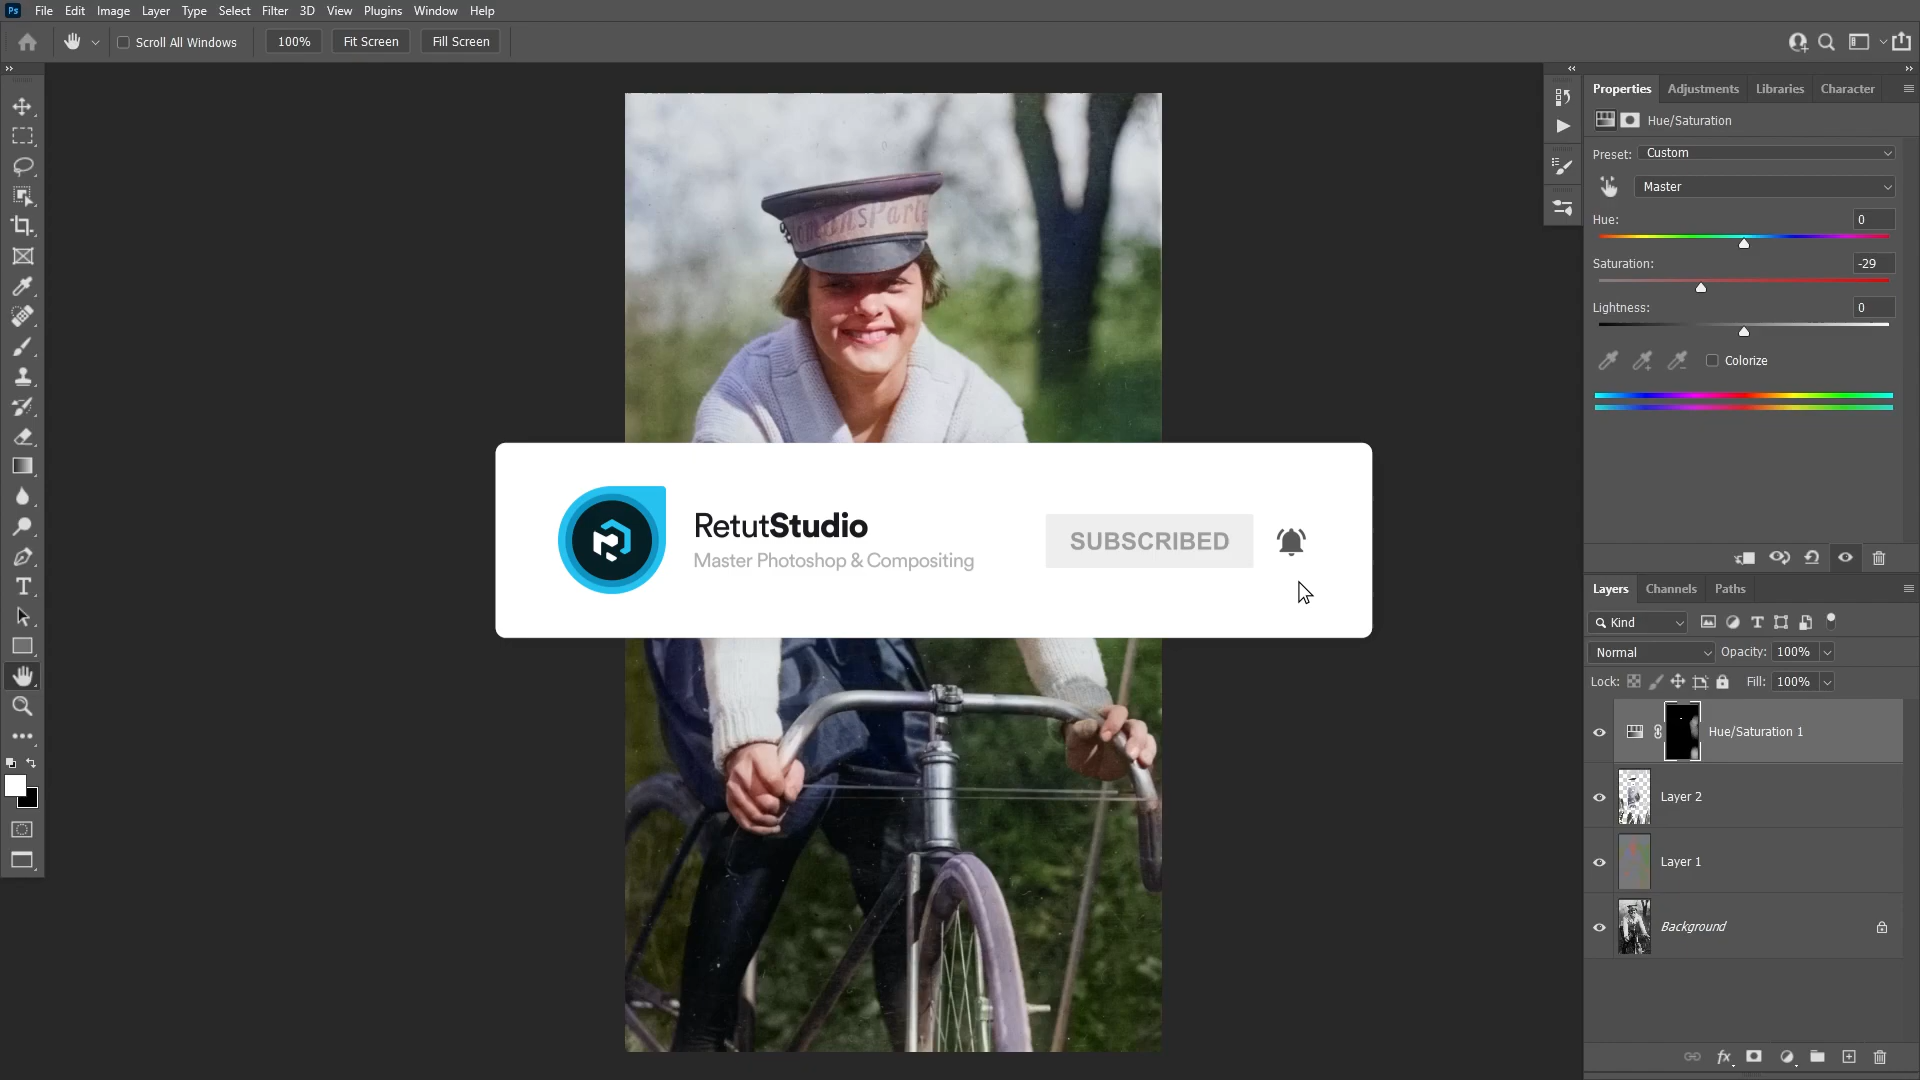 Ps File Edit Image Layer Type Select Filter 3D View Plugins Window Help
Scroll All Windows 100% Fit Screen Fill Screen
Properties Adjustments Libraries Character
Hue/Saturation
Preset: Custom
Master
Hue: 0
Saturation: -29
Lightness: 0
Colorize
RetutStudio
Master Photoshop & Compositing
SUBSCRIBED
Layers Channels Paths
Kind
Normal Opacity: 100%
Lock: Fill: 100%
Hue/Saturation 1
Layer 2
Layer 1
Background
fx